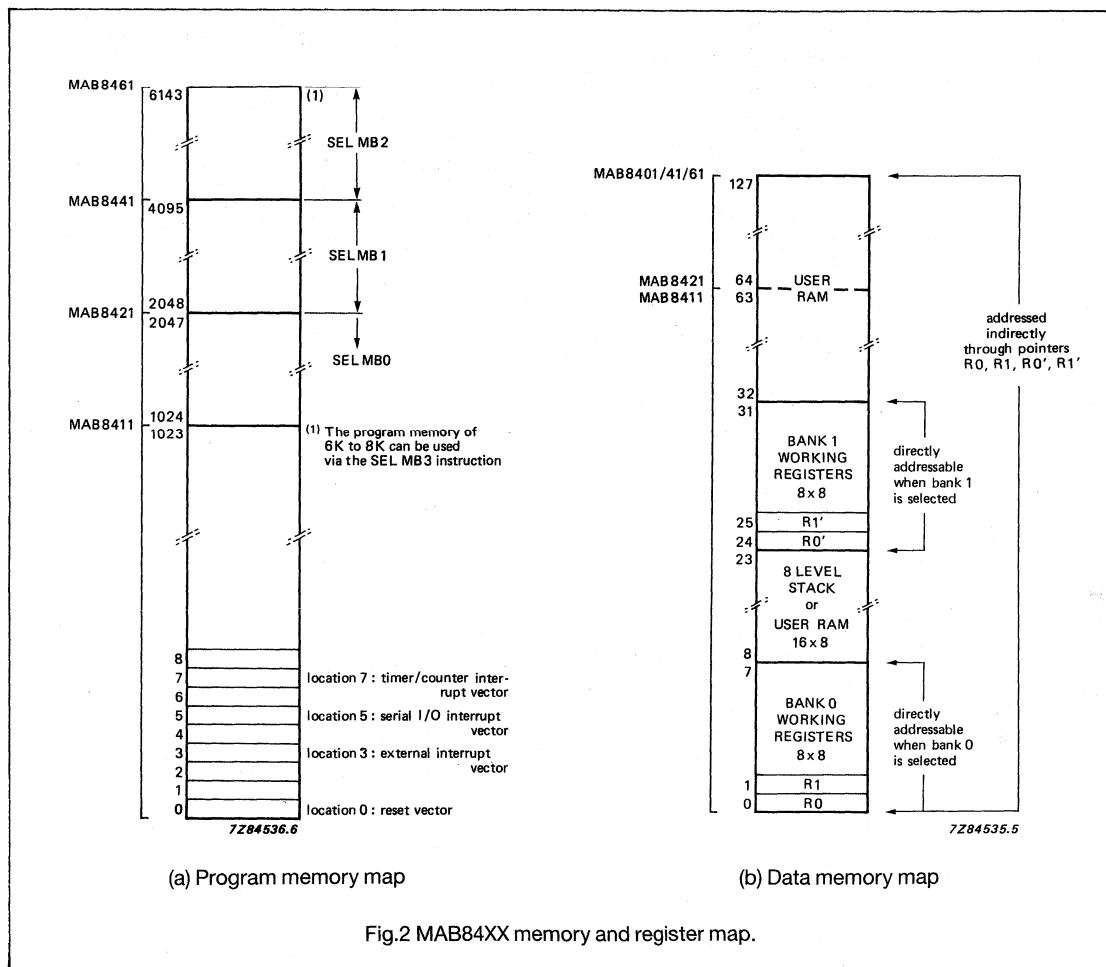 MAB8461
6143
(1)
SEL MB2
MAB8441
4095
SEL MB1
2048
MAB8421
2047
SEL MB0
1024
MAB8411
1023
(1) The program memory of
6K to 8K can be used
via the SEL MB3 instruction
8
7
location 7 : timer/counter inter-
rupt vector
6
5
location 5 : serial I/O interrupt
vector
4
3
location 3 : external interrupt
vector
2
1
0
location 0 : reset vector
7Z84536.6
(a) Program memory map
MAB8401/41/61
127
MAB8421
64
USER
MAB8411
63
RAM
addressed
indirectly
through pointers
R0, R1, R0', R1'
32
31
BANK 1
WORKING
REGISTERS
8 x 8
directly
addressable
when bank 1
is selected
25
R1'
24
R0'
23
8 LEVEL
STACK
or
USER RAM
16 x 8
8
7
BANK 0
WORKING
REGISTERS
8 x 8
directly
addressable
when bank 0
is selected
1
R1
0
R0
7Z84535.5
(b) Data memory map
Fig.2 MAB84XX memory and register map.